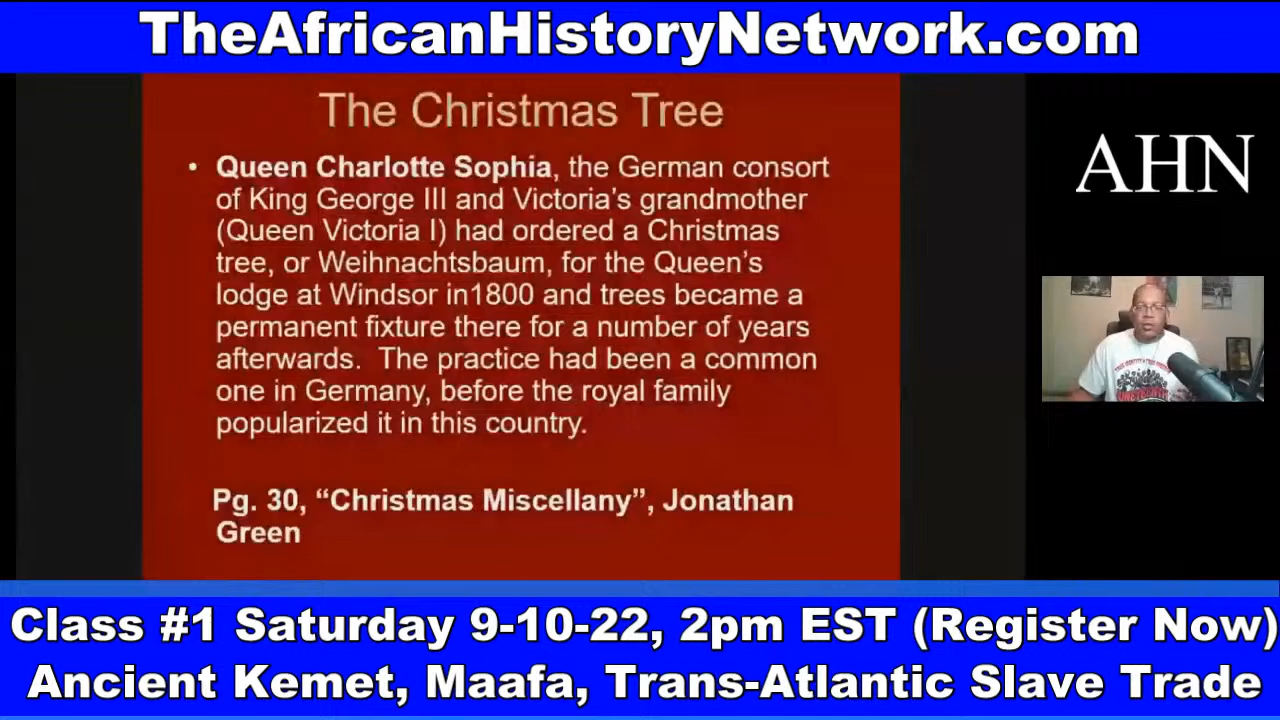 TheAfricanHistoryNetwork.com
The Christmas Tree
• Queen Charlotte Sophia, the German consort
of King George III and Victoria's grandmother
(Queen Victoria I) had ordered a Christmas
tree, or Weihnachtsbaum, for the Queen's
lodge at Windsor in1800 and trees became a
permanent fixture there for a number of years
afterwards.  The practice had been a common
one in Germany, before the royal family
popularized it in this country.
Pg. 30, “Christmas Miscellany”, Jonathan
Green
AHN
Class #1 Saturday 9-10-22, 2pm EST (Register Now)
Ancient Kemet, Maafa, Trans-Atlantic Slave Trade